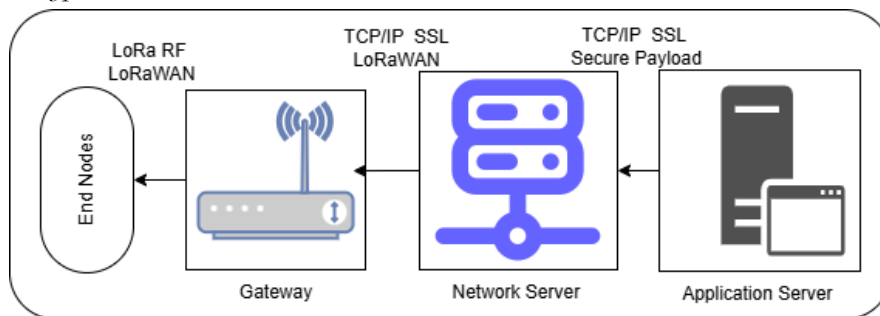 LoRa RF
LoRaWAN
TCP/IP SSL
LoRaWAN
TCP/IP SSL
Secure Payload
End Nodes
Gateway
Network Server
Application Server